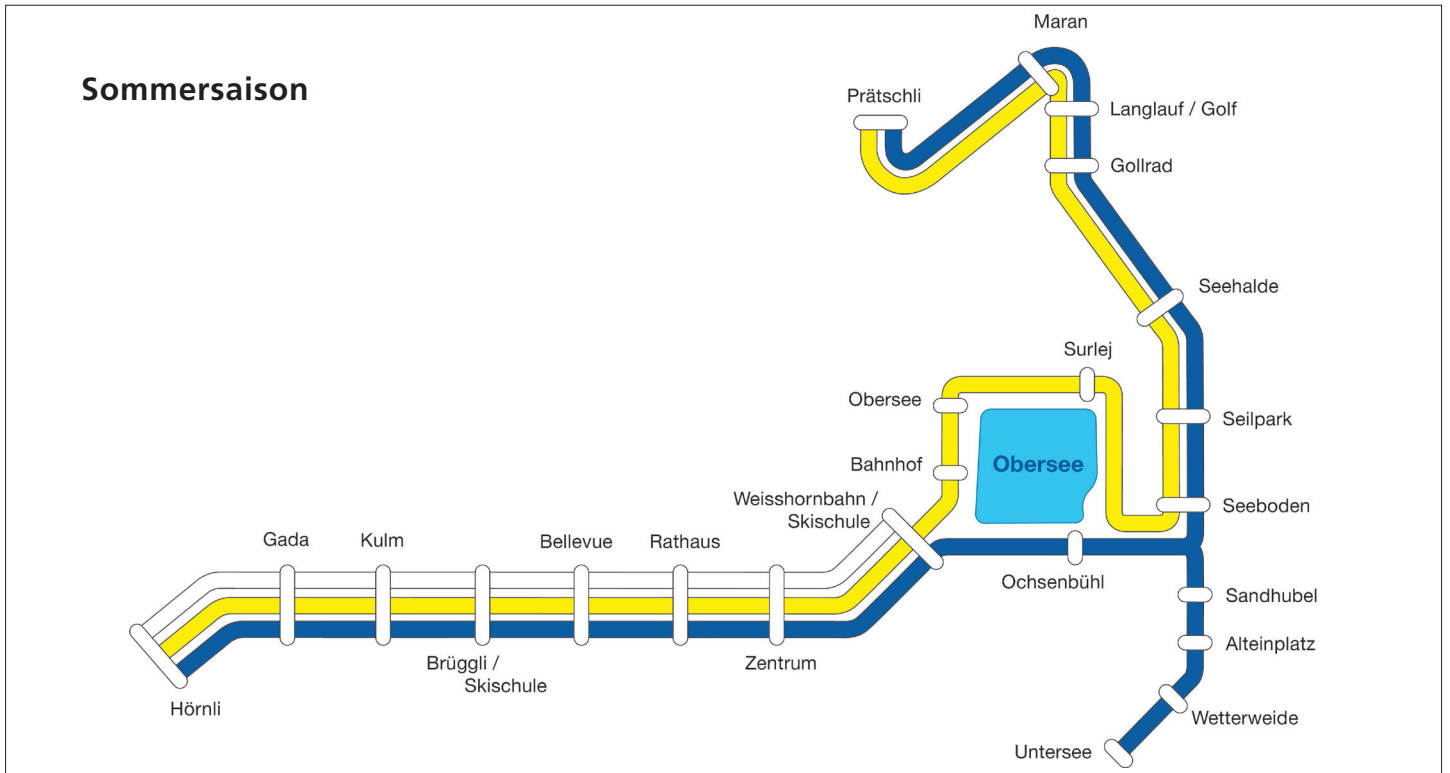 Sommersaison
Maran
Prätschli
Langlauf / Golf
Gollrad
Seehalde
Surlej
Obersee
Seilpark
Bahnhof
Obersee
Weisshornbahn /
Skischule
Seeboden
Gada
Kulm
Bellevue
Rathaus
Ochsenbühl
Sandhubel
Alteinplatz
Brüggli /
Skischule
Zentrum
Hörnli
Wetterweide
Untersee